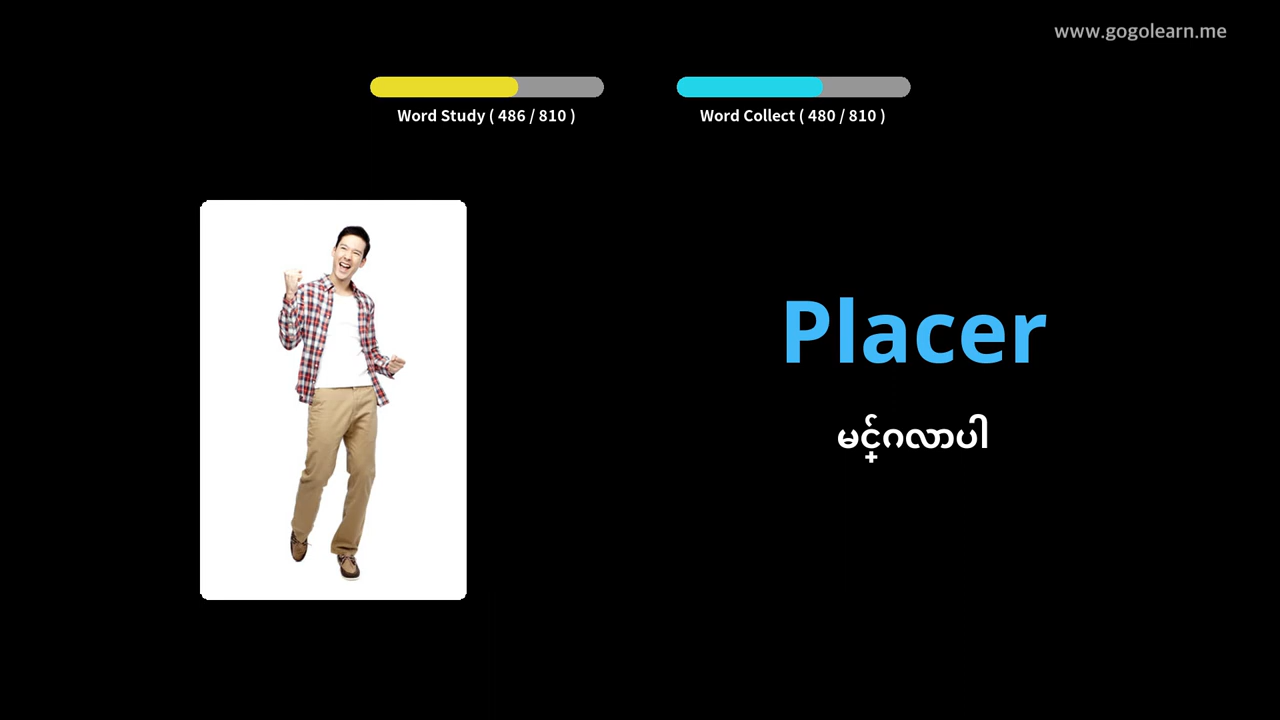 www.gogolearn.me
Word Study ( 486 / 810 )
Word Collect ( 480 / 810 )
Placer
မင်္ဂလာပါ